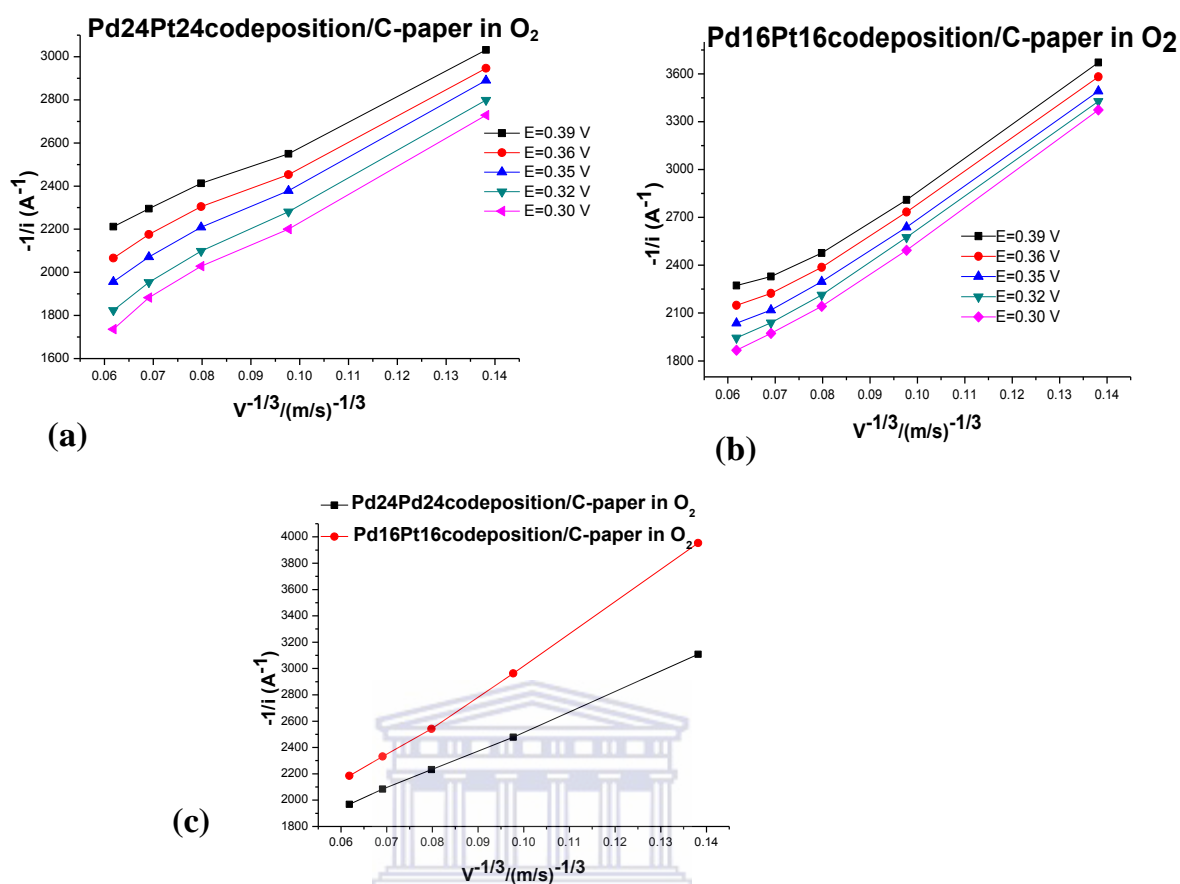 Pd24Pt24codeposition/C-paper in O2
3000
2800
2600
2400
2200
2000
1800
1600
-1/i (A-1)
E=0.39 V
E=0.36 V
E=0.35 V
E=0.32 V
E=0.30 V
0.06 0.07 0.08 0.09 0.10 0.11 0.12 0.13 0.14
V-1/3/(m/s)-1/3
(a)
Pd16Pt16codeposition/C-paper in O2
3600
3300
3000
2700
2400
2100
1800
-1/i (A-1)
E=0.39 V
E=0.36 V
E=0.35 V
E=0.32 V
E=0.30 V
0.06 0.07 0.08 0.09 0.10 0.11 0.12 0.13 0.14
V-1/3/(m/s)-1/3
(b)
Pd24Pd24codeposition/C-paper in O2
Pd16Pt16codeposition/C-paper in O2
4000
3800
3600
3400
3200
3000
2800
2600
2400
2200
2000
1800
-1/i (A-1)
0.06 0.07 0.08 0.09 0.10 0.11 0.12 0.13 0.14
V-1/3/(m/s)-1/3
(c)